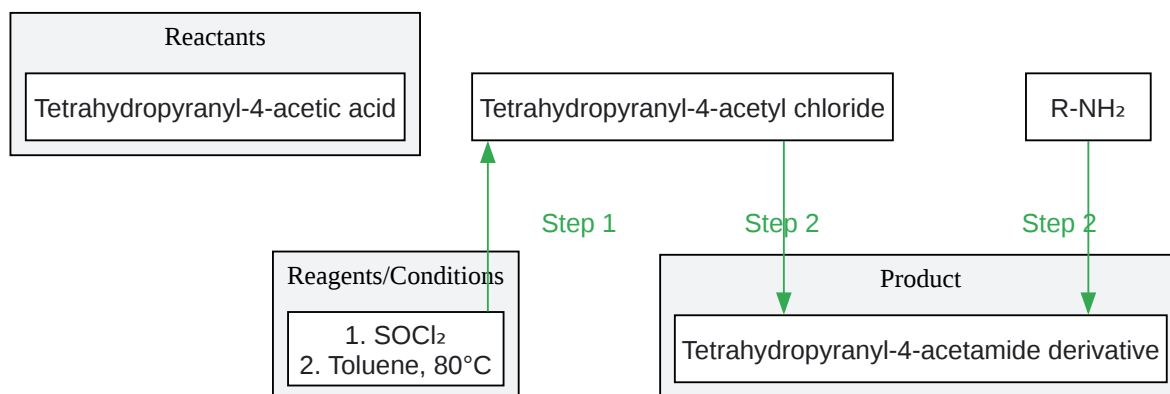 Reactants
Tetrahydropyranyl-4-acetic acid
Tetrahydropyranyl-4-acetyl chloride
R-NH₂
Step 1
Step 2
Step 2
Reagents/Conditions
1. SOCl₂
2. Toluene, 80°C
Product
Tetrahydropyranyl-4-acetamide derivative